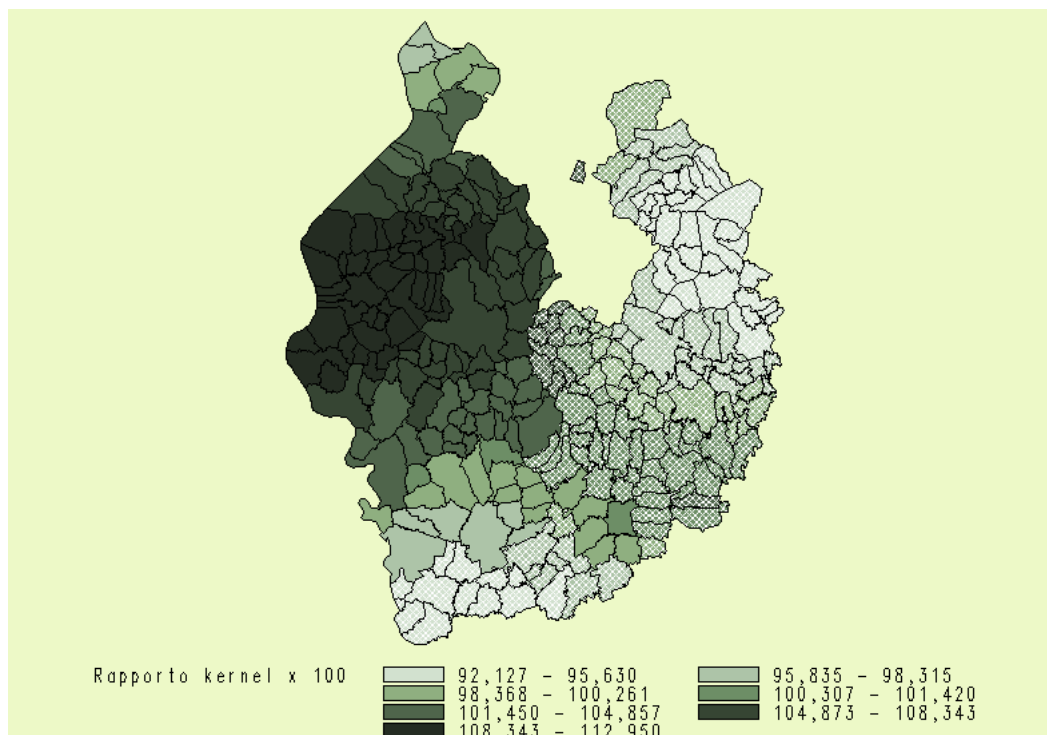 Rapporto kernel x 100
92,127 - 95,630
95,835 - 98,315
98,368 - 100,261
100,307 - 101,420
101,450 - 104,857
104,873 - 108,343
108,343 - 112,950